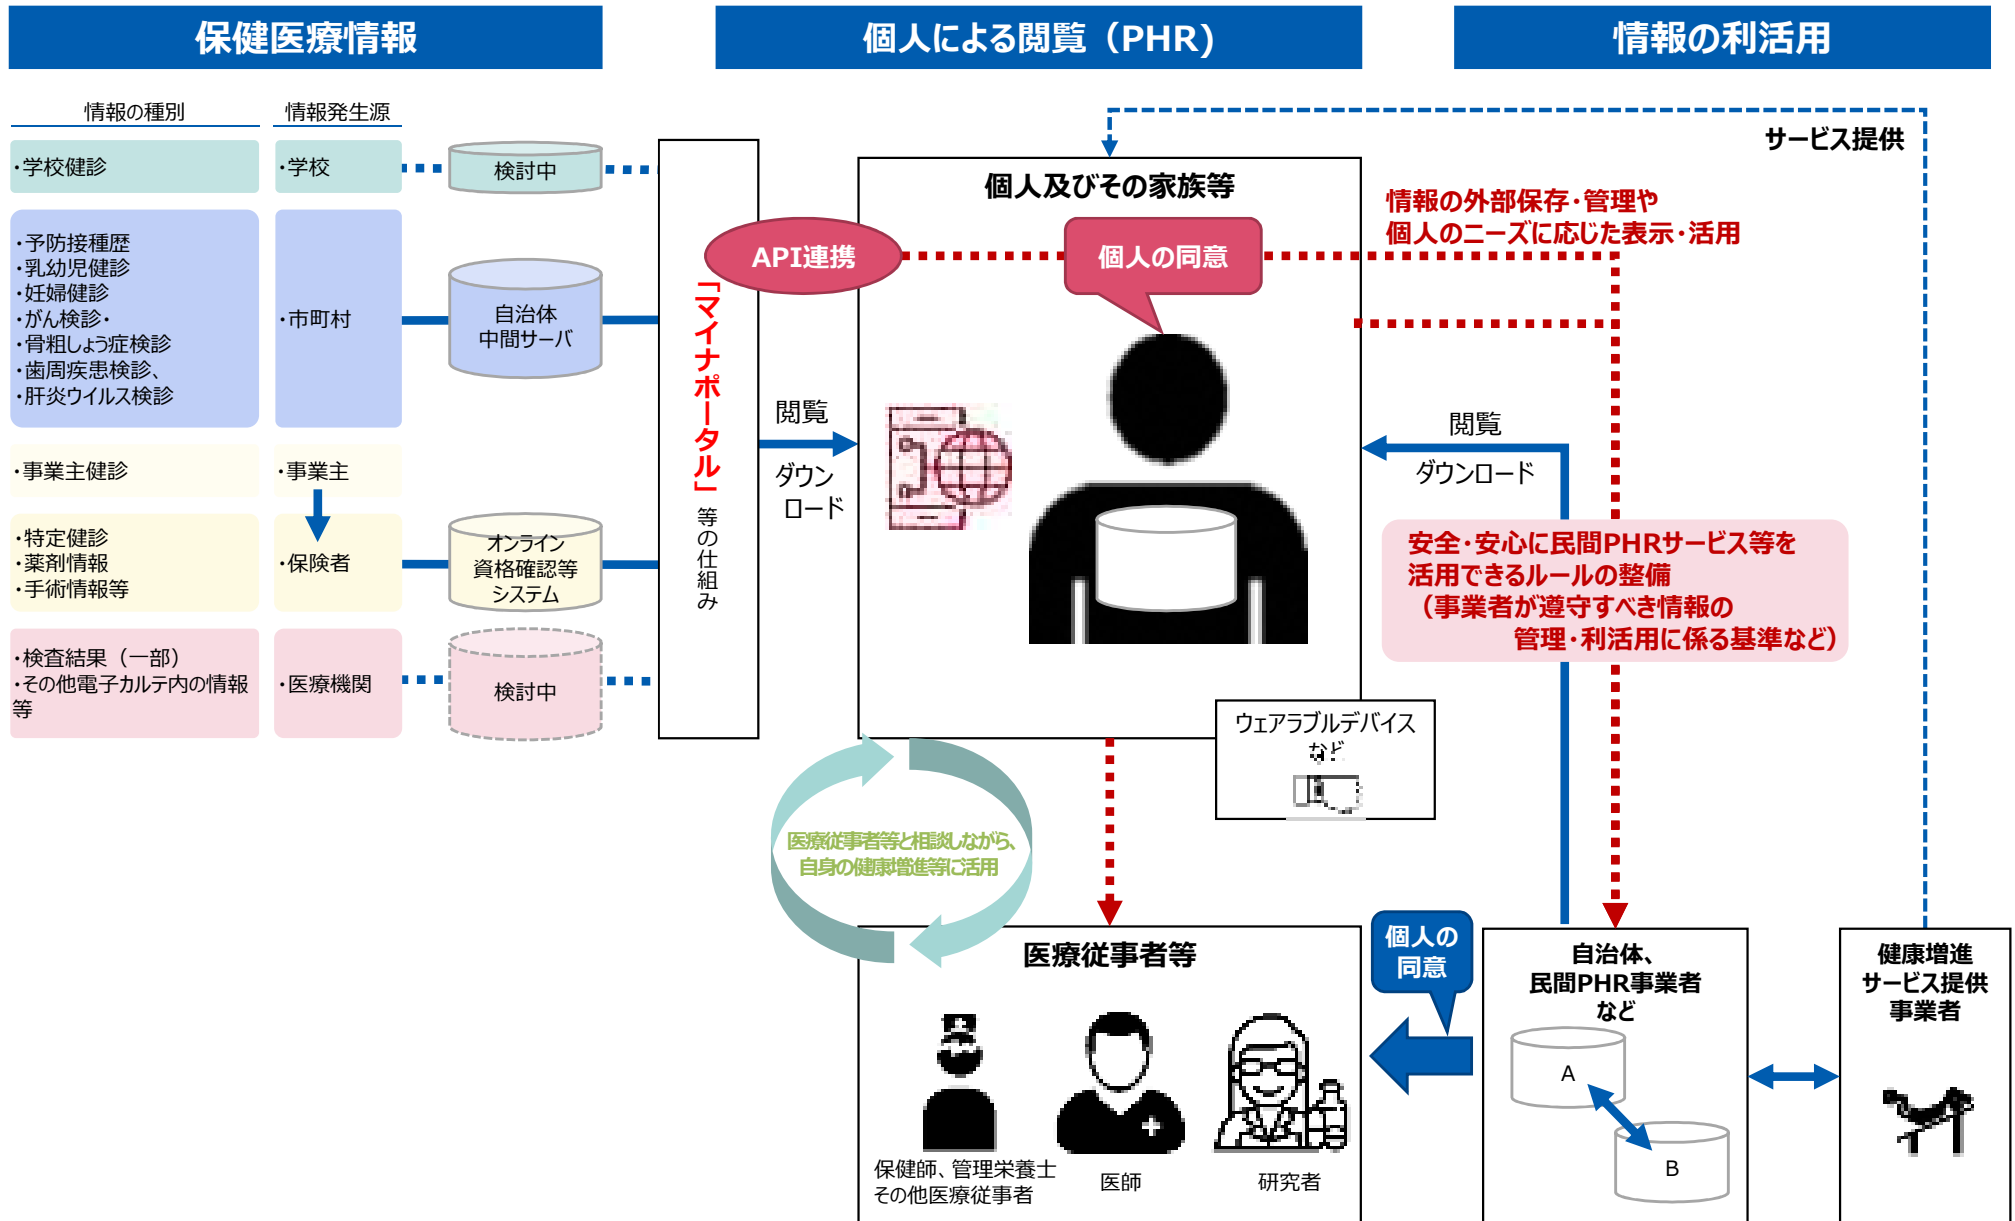 保健医療情報
個人による閲覧（PHR)
情報の利活用
情報の種別
情報発生源
・学校健診
・学校
検討中
・予防接種歴
・乳幼児健診
・妊婦健診
・がん検診・
・骨粗しょう症検診
・歯周疾患検診、
・肝炎ウイルス検診
・市町村
自治体
中間サーバ
・事業主健診
・事業主
・特定健診
・薬剤情報
・手術情報等
・保険者
オンライン
資格確認等
システム
・検査結果（一部）
・その他電子カルテ内の情報
等
・医療機関
検討中
「マイナポータル」等の仕組み
API連携
閲覧
ダウン
ロード
個人及びその家族等
個人の同意
ウェアラブルデバイス
など
サービス提供
情報の外部保存・管理や
個人のニーズに応じた表示・活用
閲覧
ダウンロード
安全・安心に民間PHRサービス等を
活用できるルールの整備
（事業者が遵守すべき情報の
管理・利活用に係る基準など）
医療従事者等と相談しながら、
自身の健康増進等に活用
医療従事者等
保健師、管理栄養士
その他医療従事者
医師
研究者
個人の
同意
自治体、
民間PHR事業者
など
A
B
健康増進
サービス提供
事業者